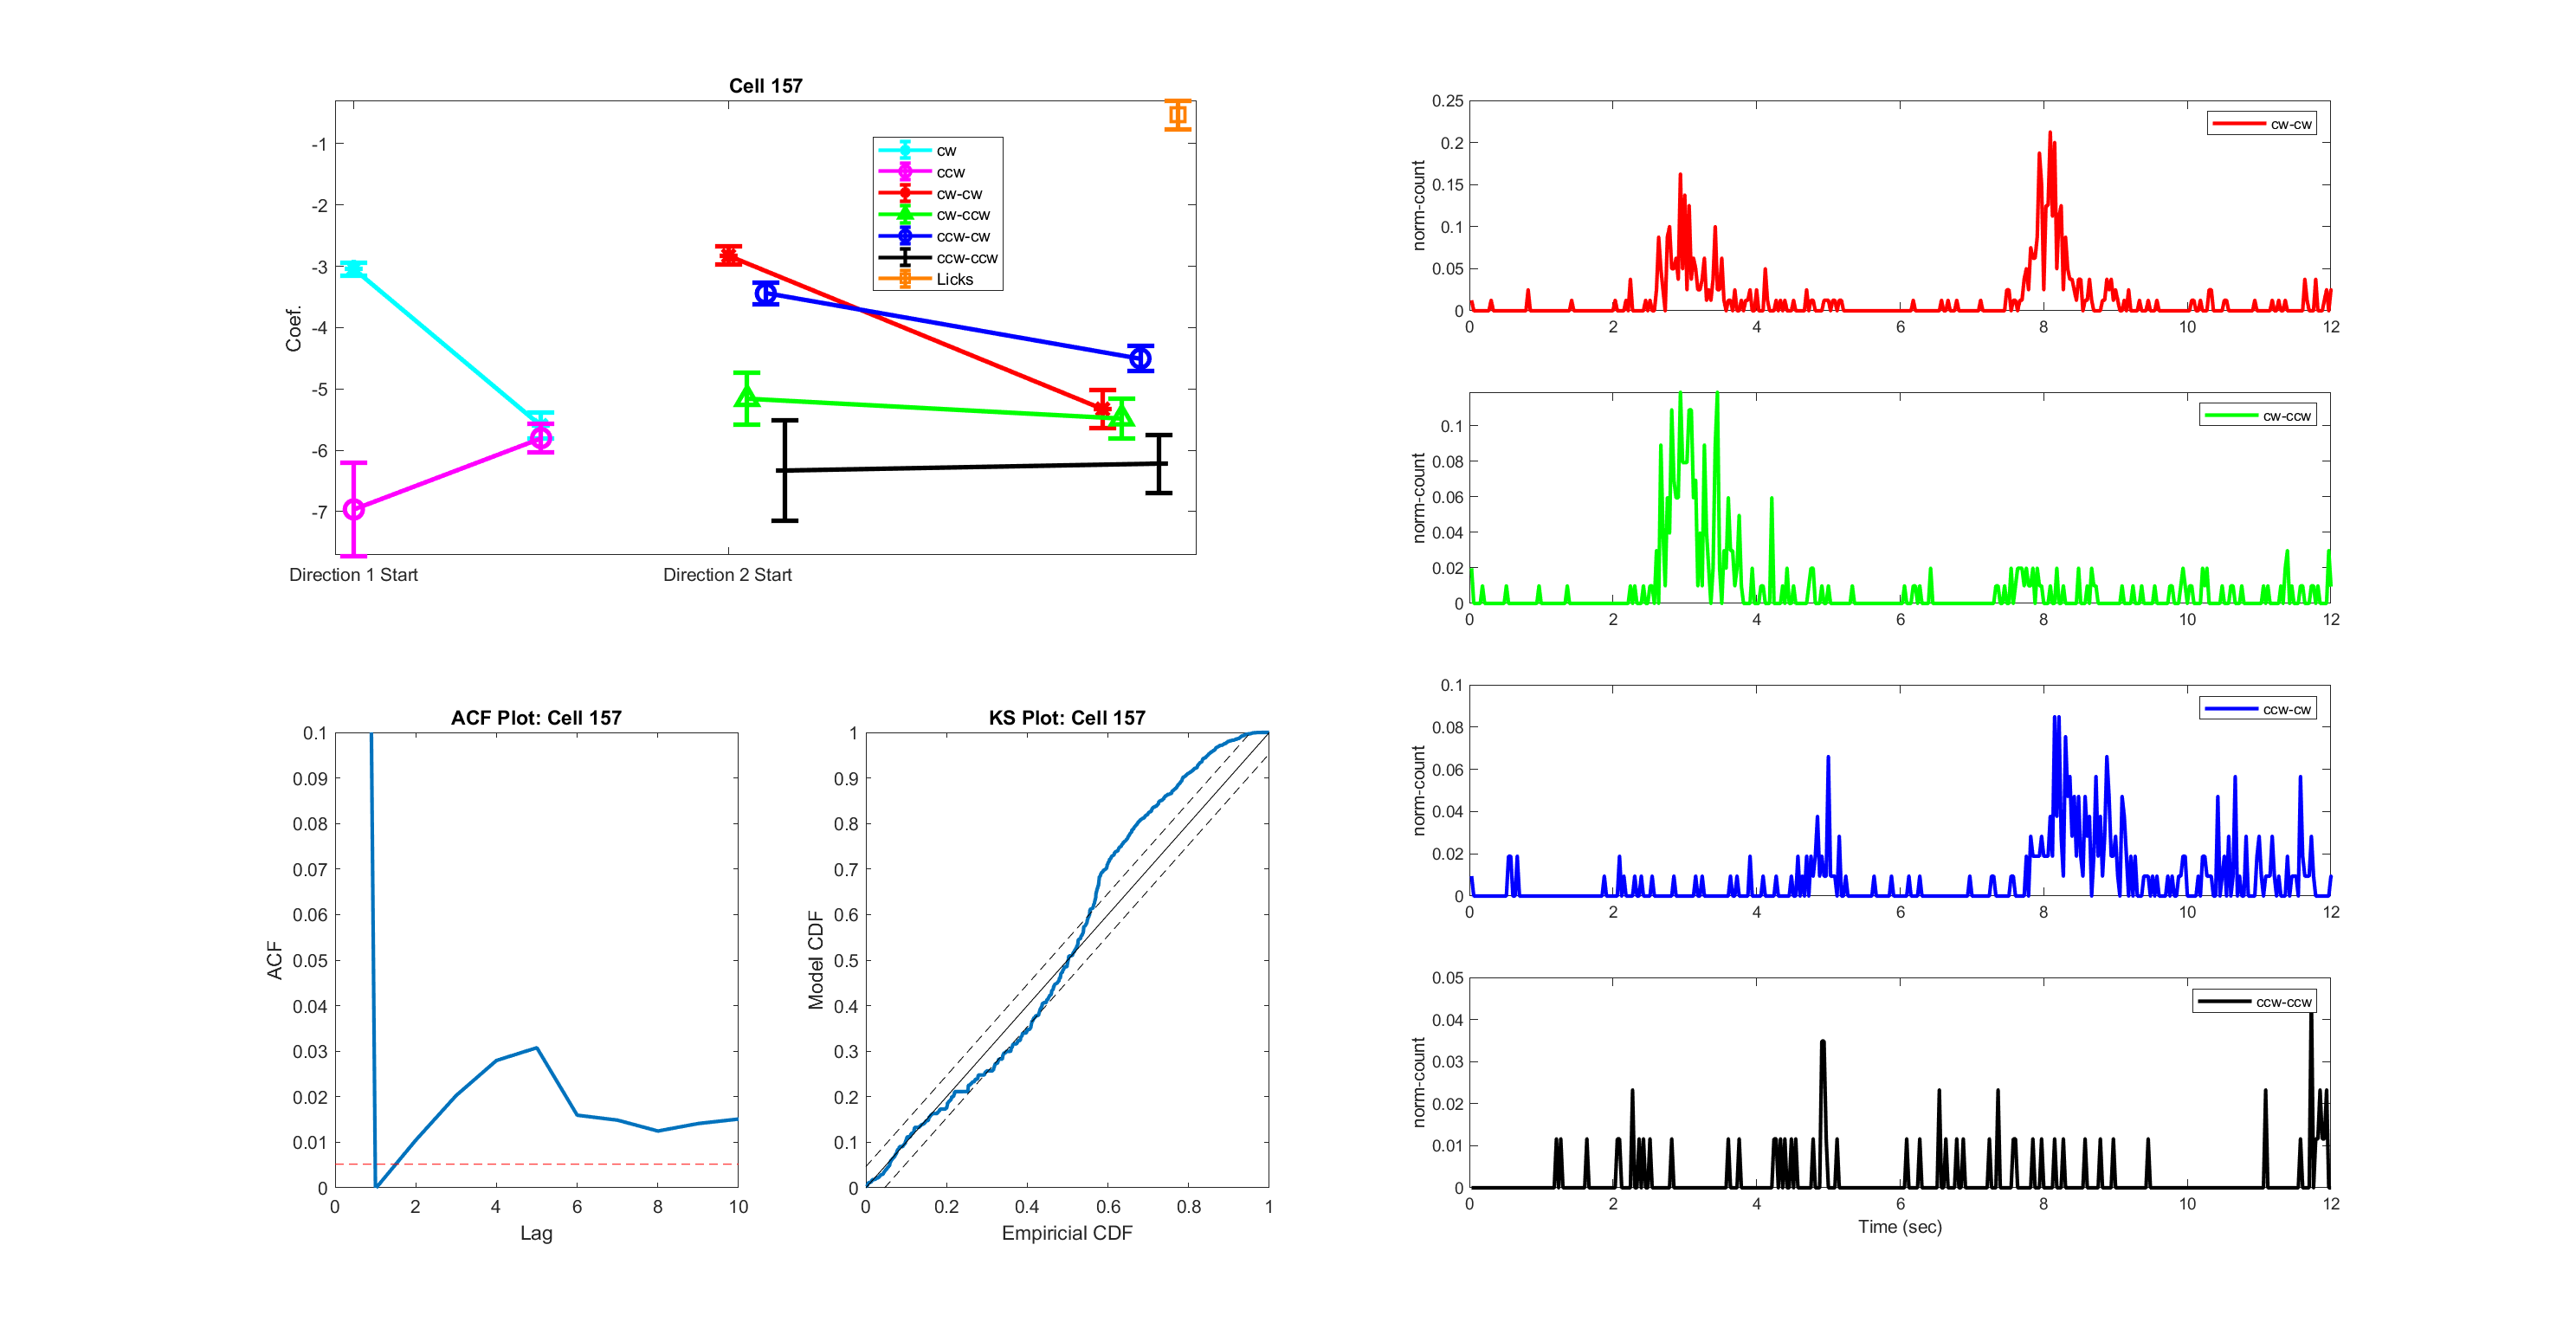 Cell 157
Coef.
-1
-2
-3
-4
-5
-6
-7
Direction 1 Start
Direction 2 Start
cw
ccw
cw-cw
cw-ccw
ccw-cw
ccw-ccw
Licks
ACF Plot: Cell 157
ACF
0.1
0.09
0.08
0.07
0.06
0.05
0.04
0.03
0.02
0.01
0
0 2 4 6 8 10
Lag
KS Plot: Cell 157
Model CDF
1
0.9
0.8
0.7
0.6
0.5
0.4
0.3
0.2
0.1
0
0 0.2 0.4 0.6 0.8 1
Empiricial CDF
norm-count
0.25
0.2
0.15
0.1
0.05
0
0 2 4 6 8 10 12
cw-cw
norm-count
0.1
0.08
0.06
0.04
0.02
0
0 2 4 6 8 10 12
cw-ccw
norm-count
0.1
0.08
0.06
0.04
0.02
0
0 2 4 6 8 10 12
ccw-cw
norm-count
0.05
0.04
0.03
0.02
0.01
0
0 2 4 6 8 10 12
ccw-ccw
Time (sec)